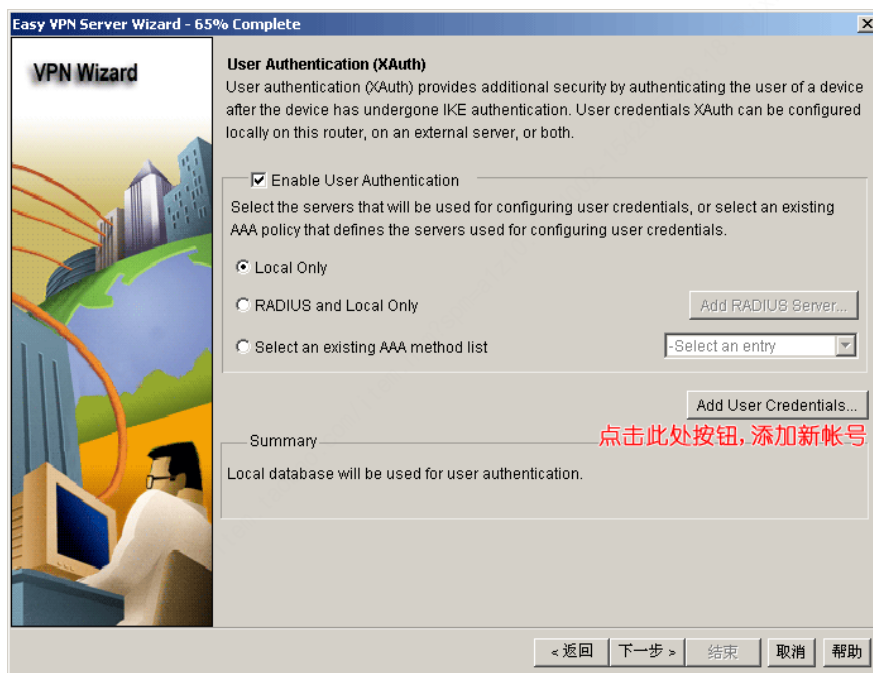 Easy VPN Server Wizard - 65% Complete
VPN Wizard
User Authentication (XAuth)
User authentication (XAuth) provides additional security by authenticating the user of a device
after the device has undergone IKE authentication. User credentials XAuth can be configured
locally on this router, on an external server, or both.
Enable User Authentication
Select the servers that will be used for configuring user credentials, or select an existing
AAA policy that defines the servers used for configuring user credentials.
Local Only
RADIUS and Local Only
Add RADIUS Server...
Select an existing AAA method list
-Select an entry
Add User Credentials...
点击此处按钮,添加新帐号
Summary
Local database will be used for user authentication.
<返回
下一步>
结束
取消
帮助